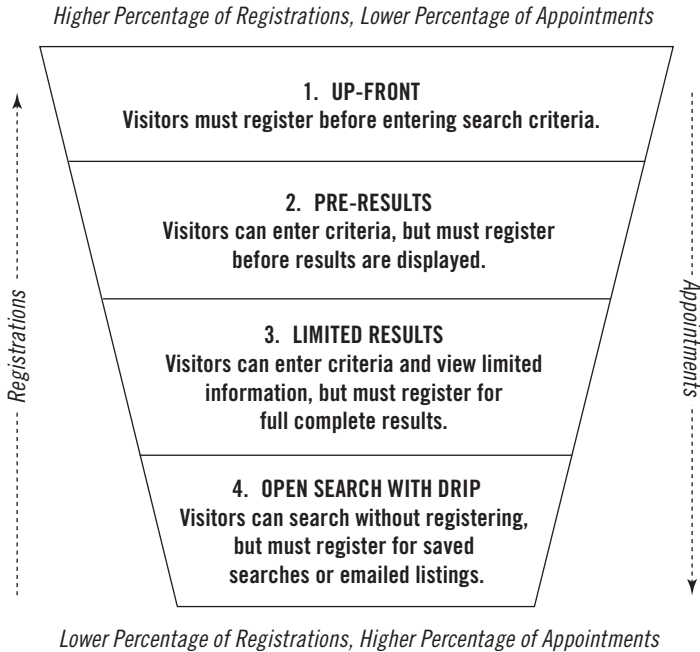 Higher Percentage of Registrations, Lower Percentage of Appointments
1. UP-FRONT
Visitors must register before entering search criteria.
2. PRE-RESULTS
Visitors can enter criteria, but must register
before results are displayed.
Registrations
Appointments
3. LIMITED RESULTS
Visitors can enter criteria and view limited
information, but must register for
full complete results.
4. OPEN SEARCH WITH DRIP
Visitors can search without registering,
but must register for saved
searches or emailed listings.
Lower Percentage of Registrations, Higher Percentage of Appointments